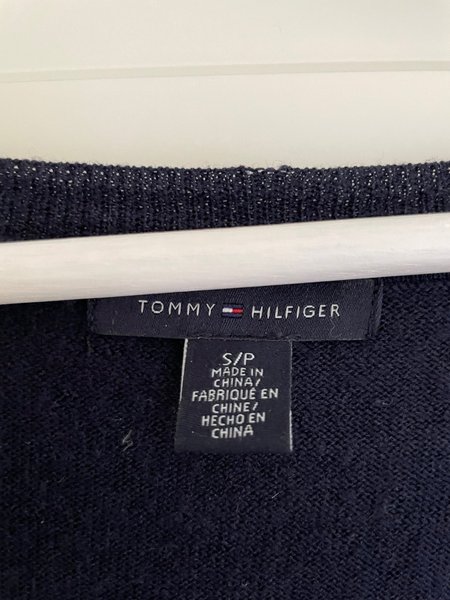 TOMMY HILFIGER
S/P
MADE IN
CHINA/
FABRIQUÉ EN
CHINE/
HECHO EN
CHINA